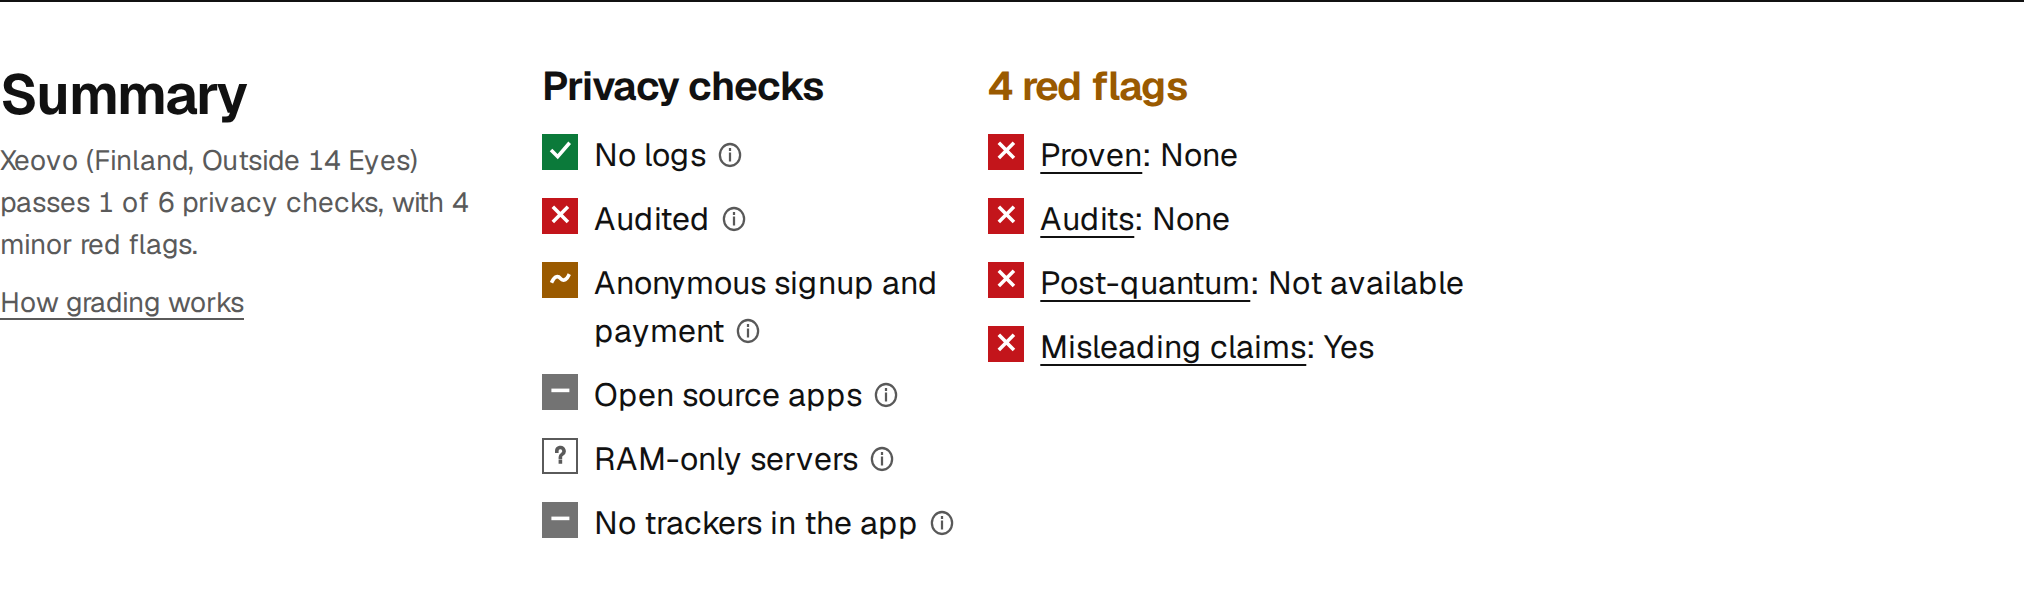 Summary
Xeovo (Finland, Outside 14 Eyes)
passes 1 of 6 privacy checks, with 4
minor red flags.
How grading works
Privacy checks
No logs
Audited
Anonymous signup and
payment
Open source apps
? RAM-only servers
No trackers in the app
4 red flags
Proven: None
Audits: None
Post-quantum: Not available
Misleading claims: Yes